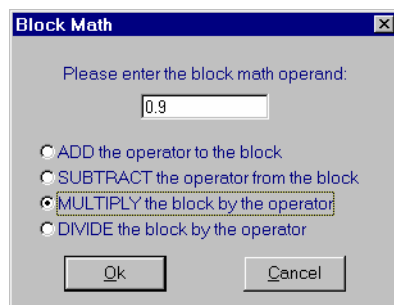 Block Math
Please enter the block math operand:
0.9
ADD the operator to the block
SUBTRACT the operator from the block
MULTIPLY the block by the operator
DIVIDE the block by the operator
Ok
Cancel